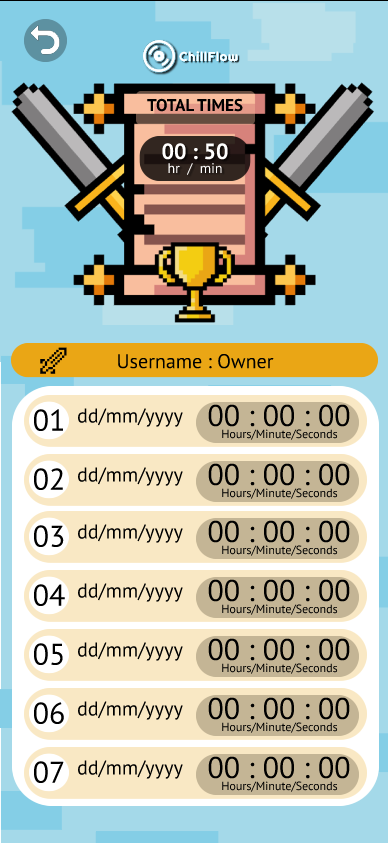 ChillFlow
TOTAL TIMES
00 : 50
hr / min
Username : Owner
01 dd/mm/yyyy 00 : 00 : 00
Hours/Minute/Seconds
02 dd/mm/yyyy 00 : 00 : 00
Hours/Minute/Seconds
03 dd/mm/yyyy 00 : 00 : 00
Hours/Minute/Seconds
04 dd/mm/yyyy 00 : 00 : 00
Hours/Minute/Seconds
05 dd/mm/yyyy 00 : 00 : 00
Hours/Minute/Seconds
06 dd/mm/yyyy 00 : 00 : 00
Hours/Minute/Seconds
07 dd/mm/yyyy 00 : 00 : 00
Hours/Minute/Seconds